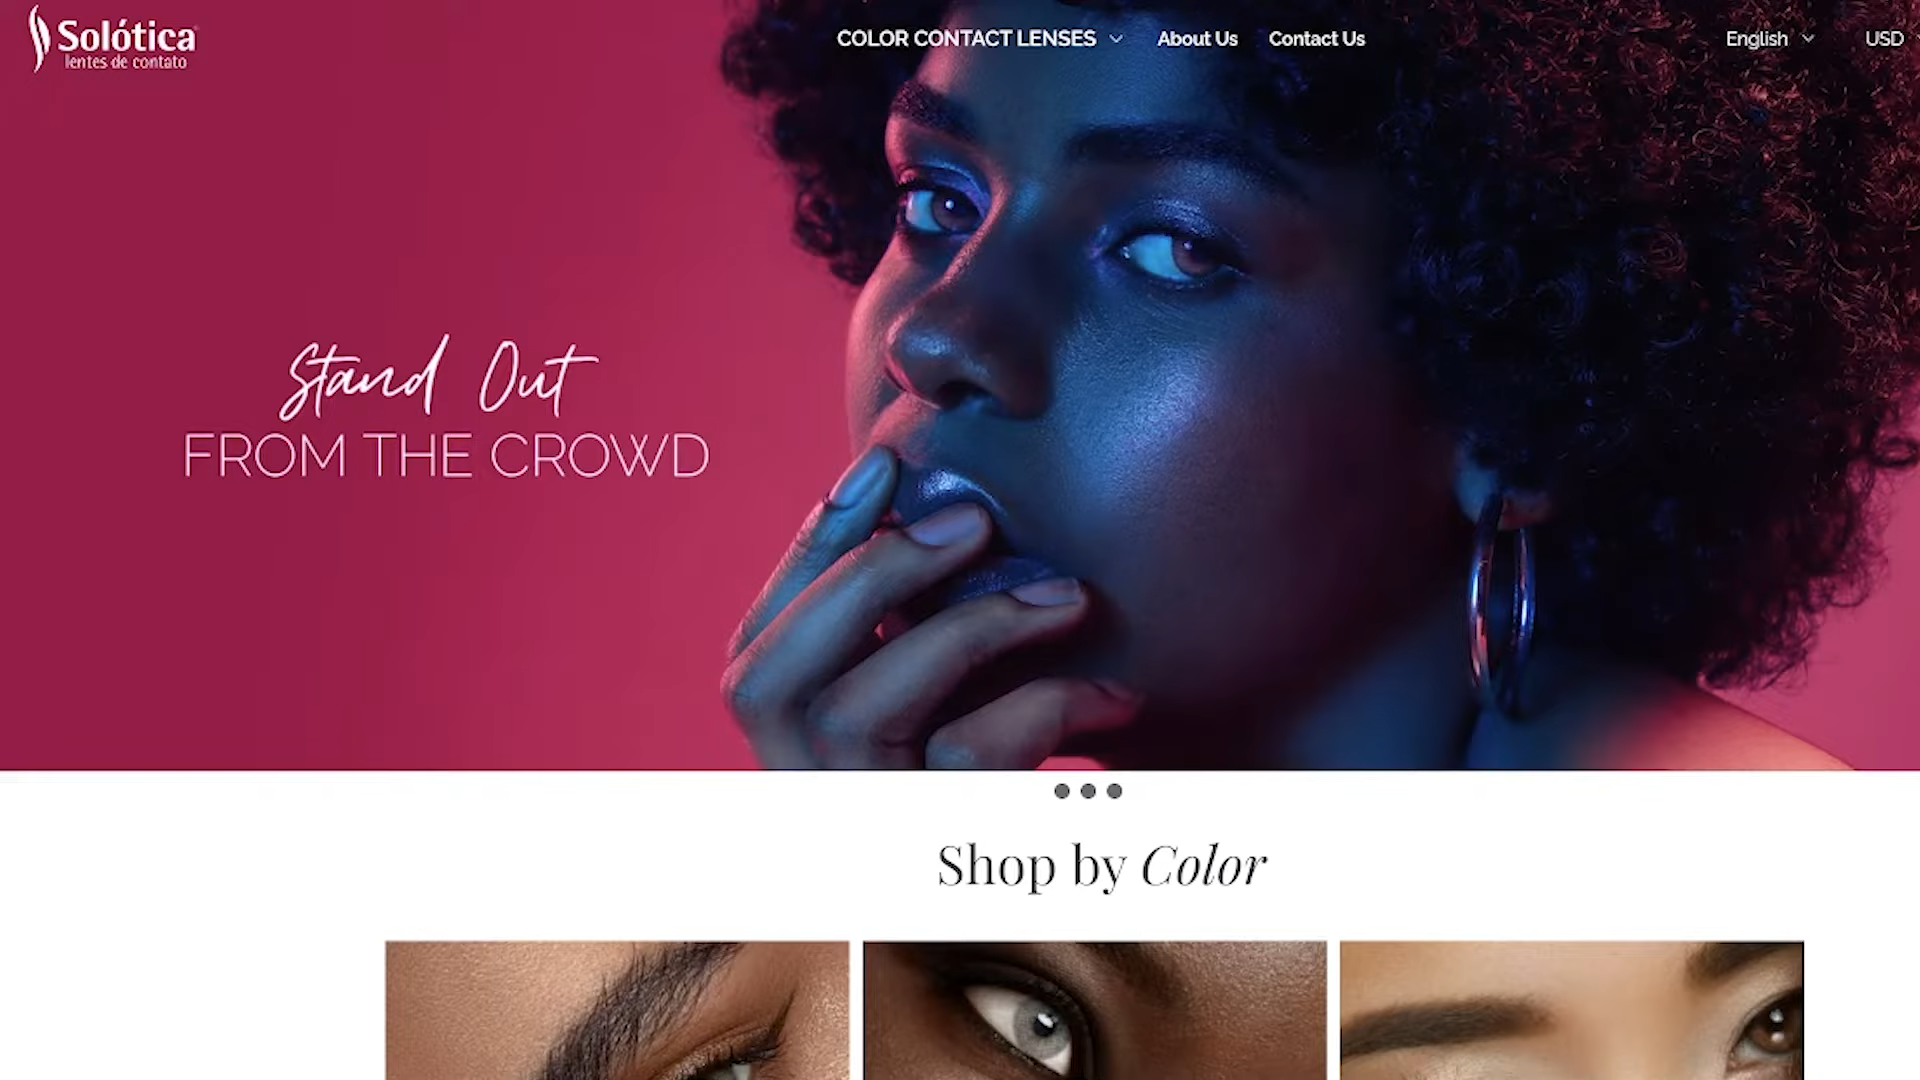 Solótica
lentes de contato
COLOR CONTACT LENSES
About Us
Contact Us
English
USD
Stand Out
FROM THE CROWD
Shop by Color